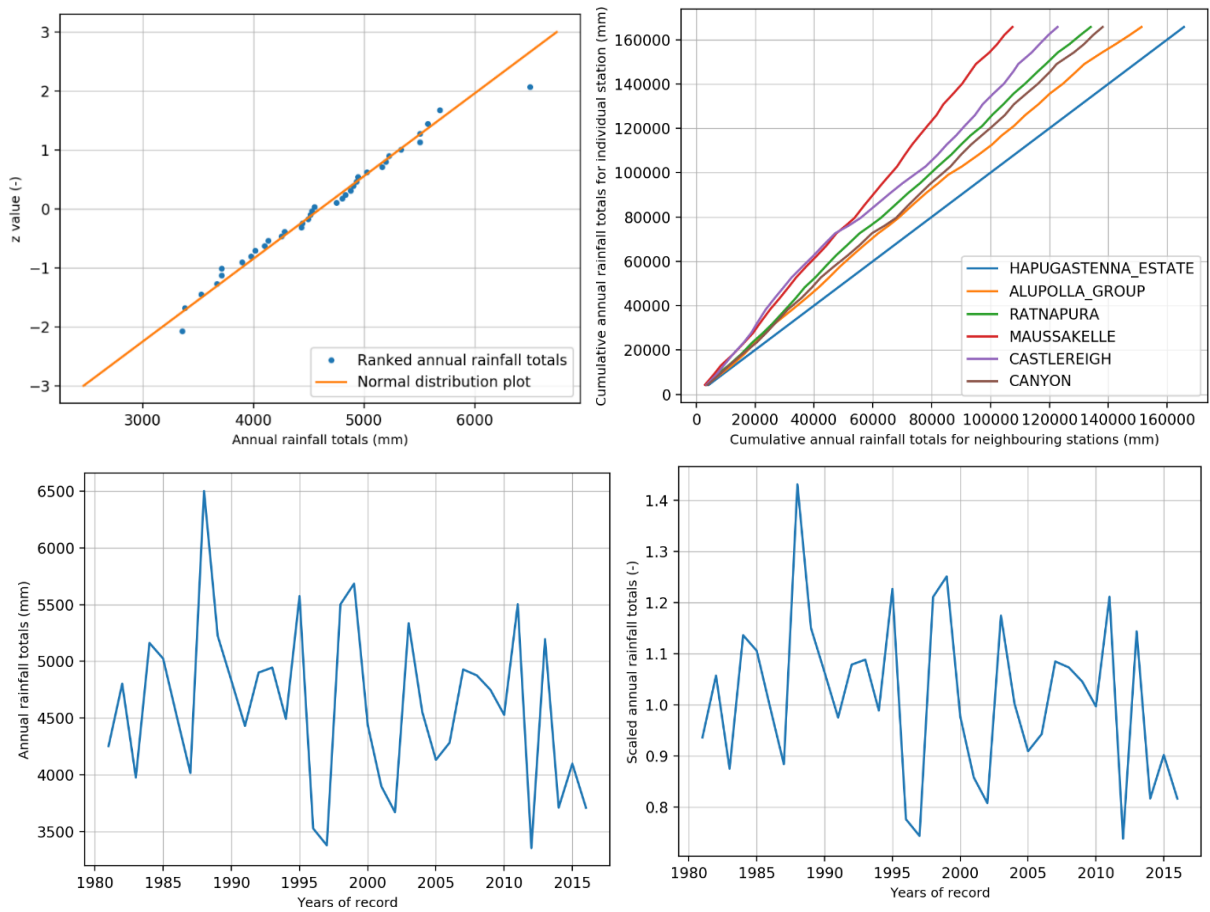 3
2
1
0
−1
−2
−3
z value (-)
Ranked annual rainfall totals
Normal distribution plot
3000 4000 5000 6000
Annual rainfall totals (mm)
160000
140000
120000
100000
80000
60000
40000
20000
0
Cumulative annual rainfall totals for individual station (mm)
HAPUGASTENNA_ESTATE
ALUPOLLA_GROUP
RATNAPURA
MAUSSAKELLE
CASTLEREIGH
CANYON
0 20000 40000 60000 80000 100000 120000 140000 160000
Cumulative annual rainfall totals for neighbouring stations (mm)
6500
6000
5500
5000
4500
4000
3500
Annual rainfall totals (mm)
1980 1985 1990 1995 2000 2005 2010 2015
Years of record
1.4
1.3
1.2
1.1
1.0
0.9
0.8
Scaled annual rainfall totals (-)
1980 1985 1990 1995 2000 2005 2010 2015
Years of record